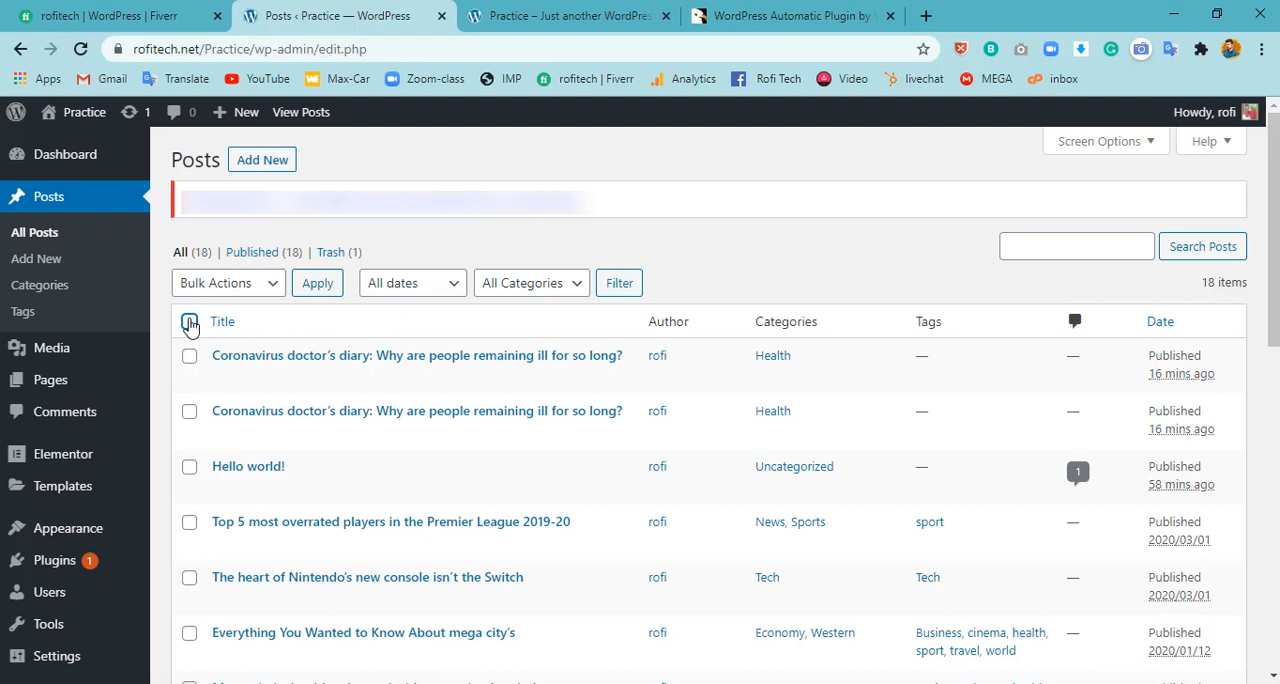 rofitech | WordPress | Fiverr
Posts ‹ Practice — WordPress
Practice – Just another WordPres
WordPress Automatic Plugin by V
rofitech.net/Practice/wp-admin/edit.php
Apps Gmail Translate YouTube Max-Car Zoom-class IMP rofitech | Fiverr Analytics Rofi Tech Video livechat MEGA inbox
Practice 1 0 New View Posts Howdy, rofi
Dashboard
Posts
All Posts
Add New
Categories
Tags
Media
Pages
Comments
Elementor
Templates
Appearance
Plugins 1
Users
Tools
Settings
Screen Options Help
Posts Add New
All (18) | Published (18) | Trash (1)
Search Posts
Bulk Actions Apply All dates All Categories Filter 18 items
Title Author Categories Tags Date
Coronavirus doctor's diary: Why are people remaining ill for so long? rofi Health — — Published
16 mins ago
Coronavirus doctor's diary: Why are people remaining ill for so long? rofi Health — — Published
16 mins ago
Hello world! rofi Uncategorized — 1 Published
58 mins ago
Top 5 most overrated players in the Premier League 2019-20 rofi News, Sports sport — Published
2020/03/01
The heart of Nintendo's new console isn't the Switch rofi Tech Tech — Published
2020/03/01
Everything You Wanted to Know About mega city's rofi Economy, Western Business, cinema, health, — Published
sport, travel, world 2020/01/12